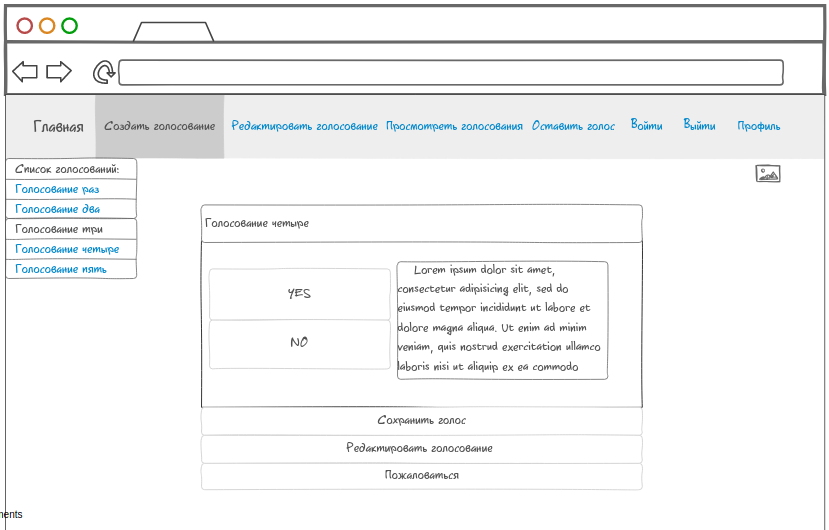 Главная Создать голосование Редактировать голосование Просмотреть голосования Оставить голос Войти Выйти Профиль
Список голосований:
Голосование раз
Голосование два
Голосование три
Голосование четыре
Голосование пять
Голосование четыре
YES
NO
Lorem ipsum dolor sit amet,
consectetur adipisicing elit, sed do
eiusmod tempor incididunt ut labore et
dolore magna aliqua. Ut enim ad minim
veniam, quis nostrud exercitation ullamco
laboris nisi ut aliquip ex ea commodo
Сохранить голос
Редактировать голосование
Пожаловаться